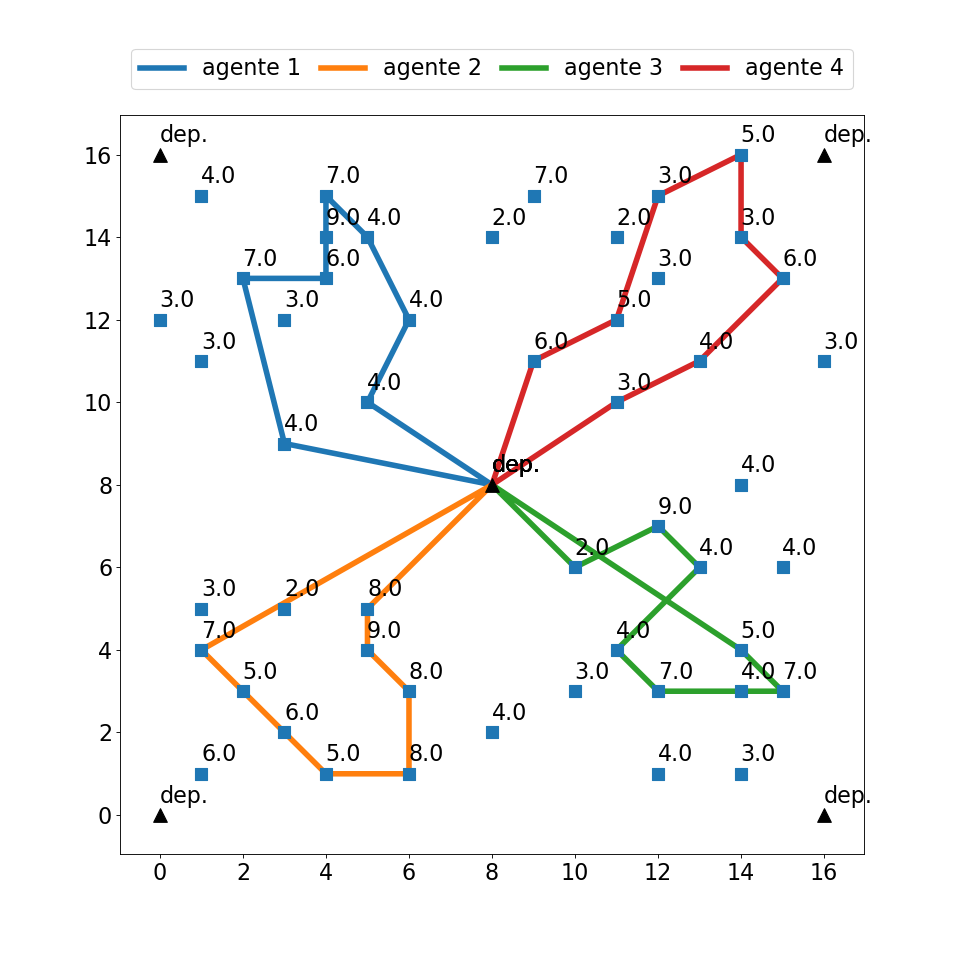 agente 1 agente 2 agente 3 agente 4
dep. 5.0 dep.
16
4.0 7.0 7.0 3.0
9.0 4.0 2.0 2.0 3.0
14
7.0 6.0 3.0 6.0
3.0 3.0 4.0 5.0
12
3.0 6.0 4.0 3.0
4.0 3.0
10
4.0
dep. dep. 4.0
8
9.0
2.0 4.0 4.0
6
3.0 2.0 8.0
7.0 9.0 4.0 5.0
4
5.0 8.0 3.0 7.0 4.0 7.0
6.0 4.0
2
6.0 5.0 8.0 4.0 3.0
dep. dep.
0
0 2 4 6 8 10 12 14 16